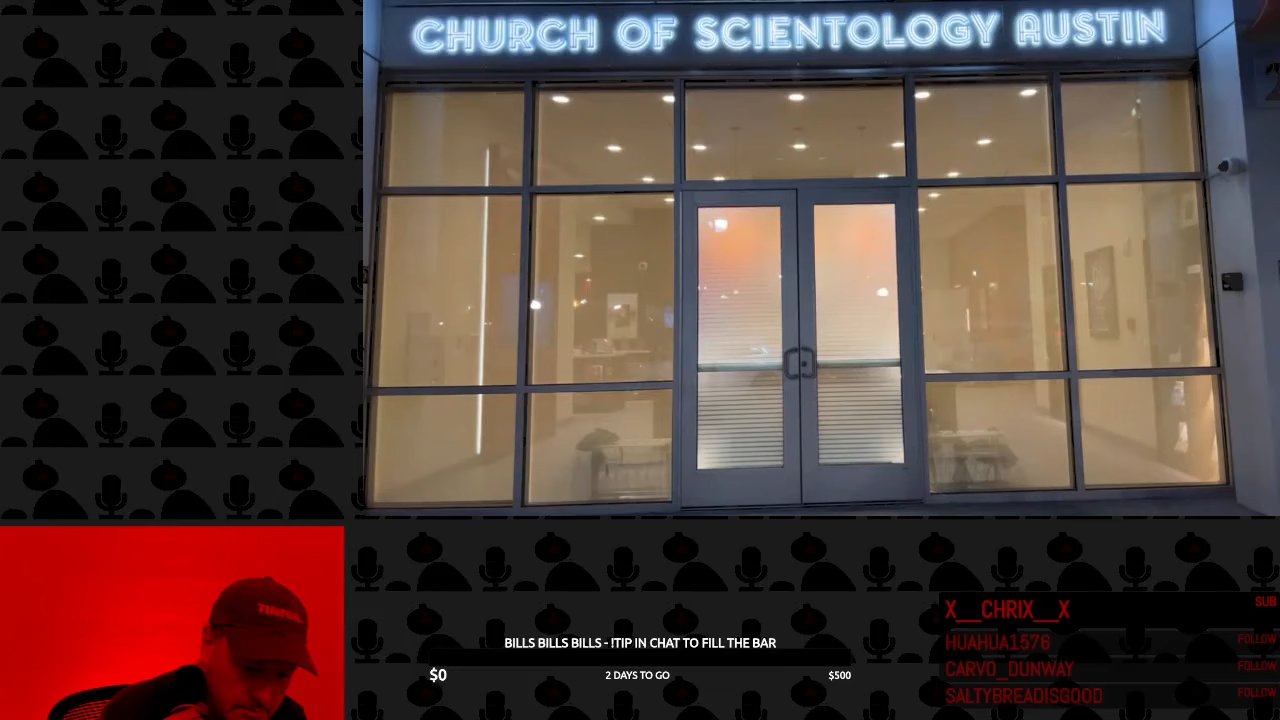 CHURCH OF SCIENTOLOGY AUSTIN
BILLS BILLS BILLS - !TIP IN CHAT TO FILL THE BAR
$0 2 DAYS TO GO $500
X__CHRIX__X SUB
HUAHUA1576 FOLLOW
CARVO_DUNWAY FOLLOW
SALTYBREADISGOOD FOLLOW